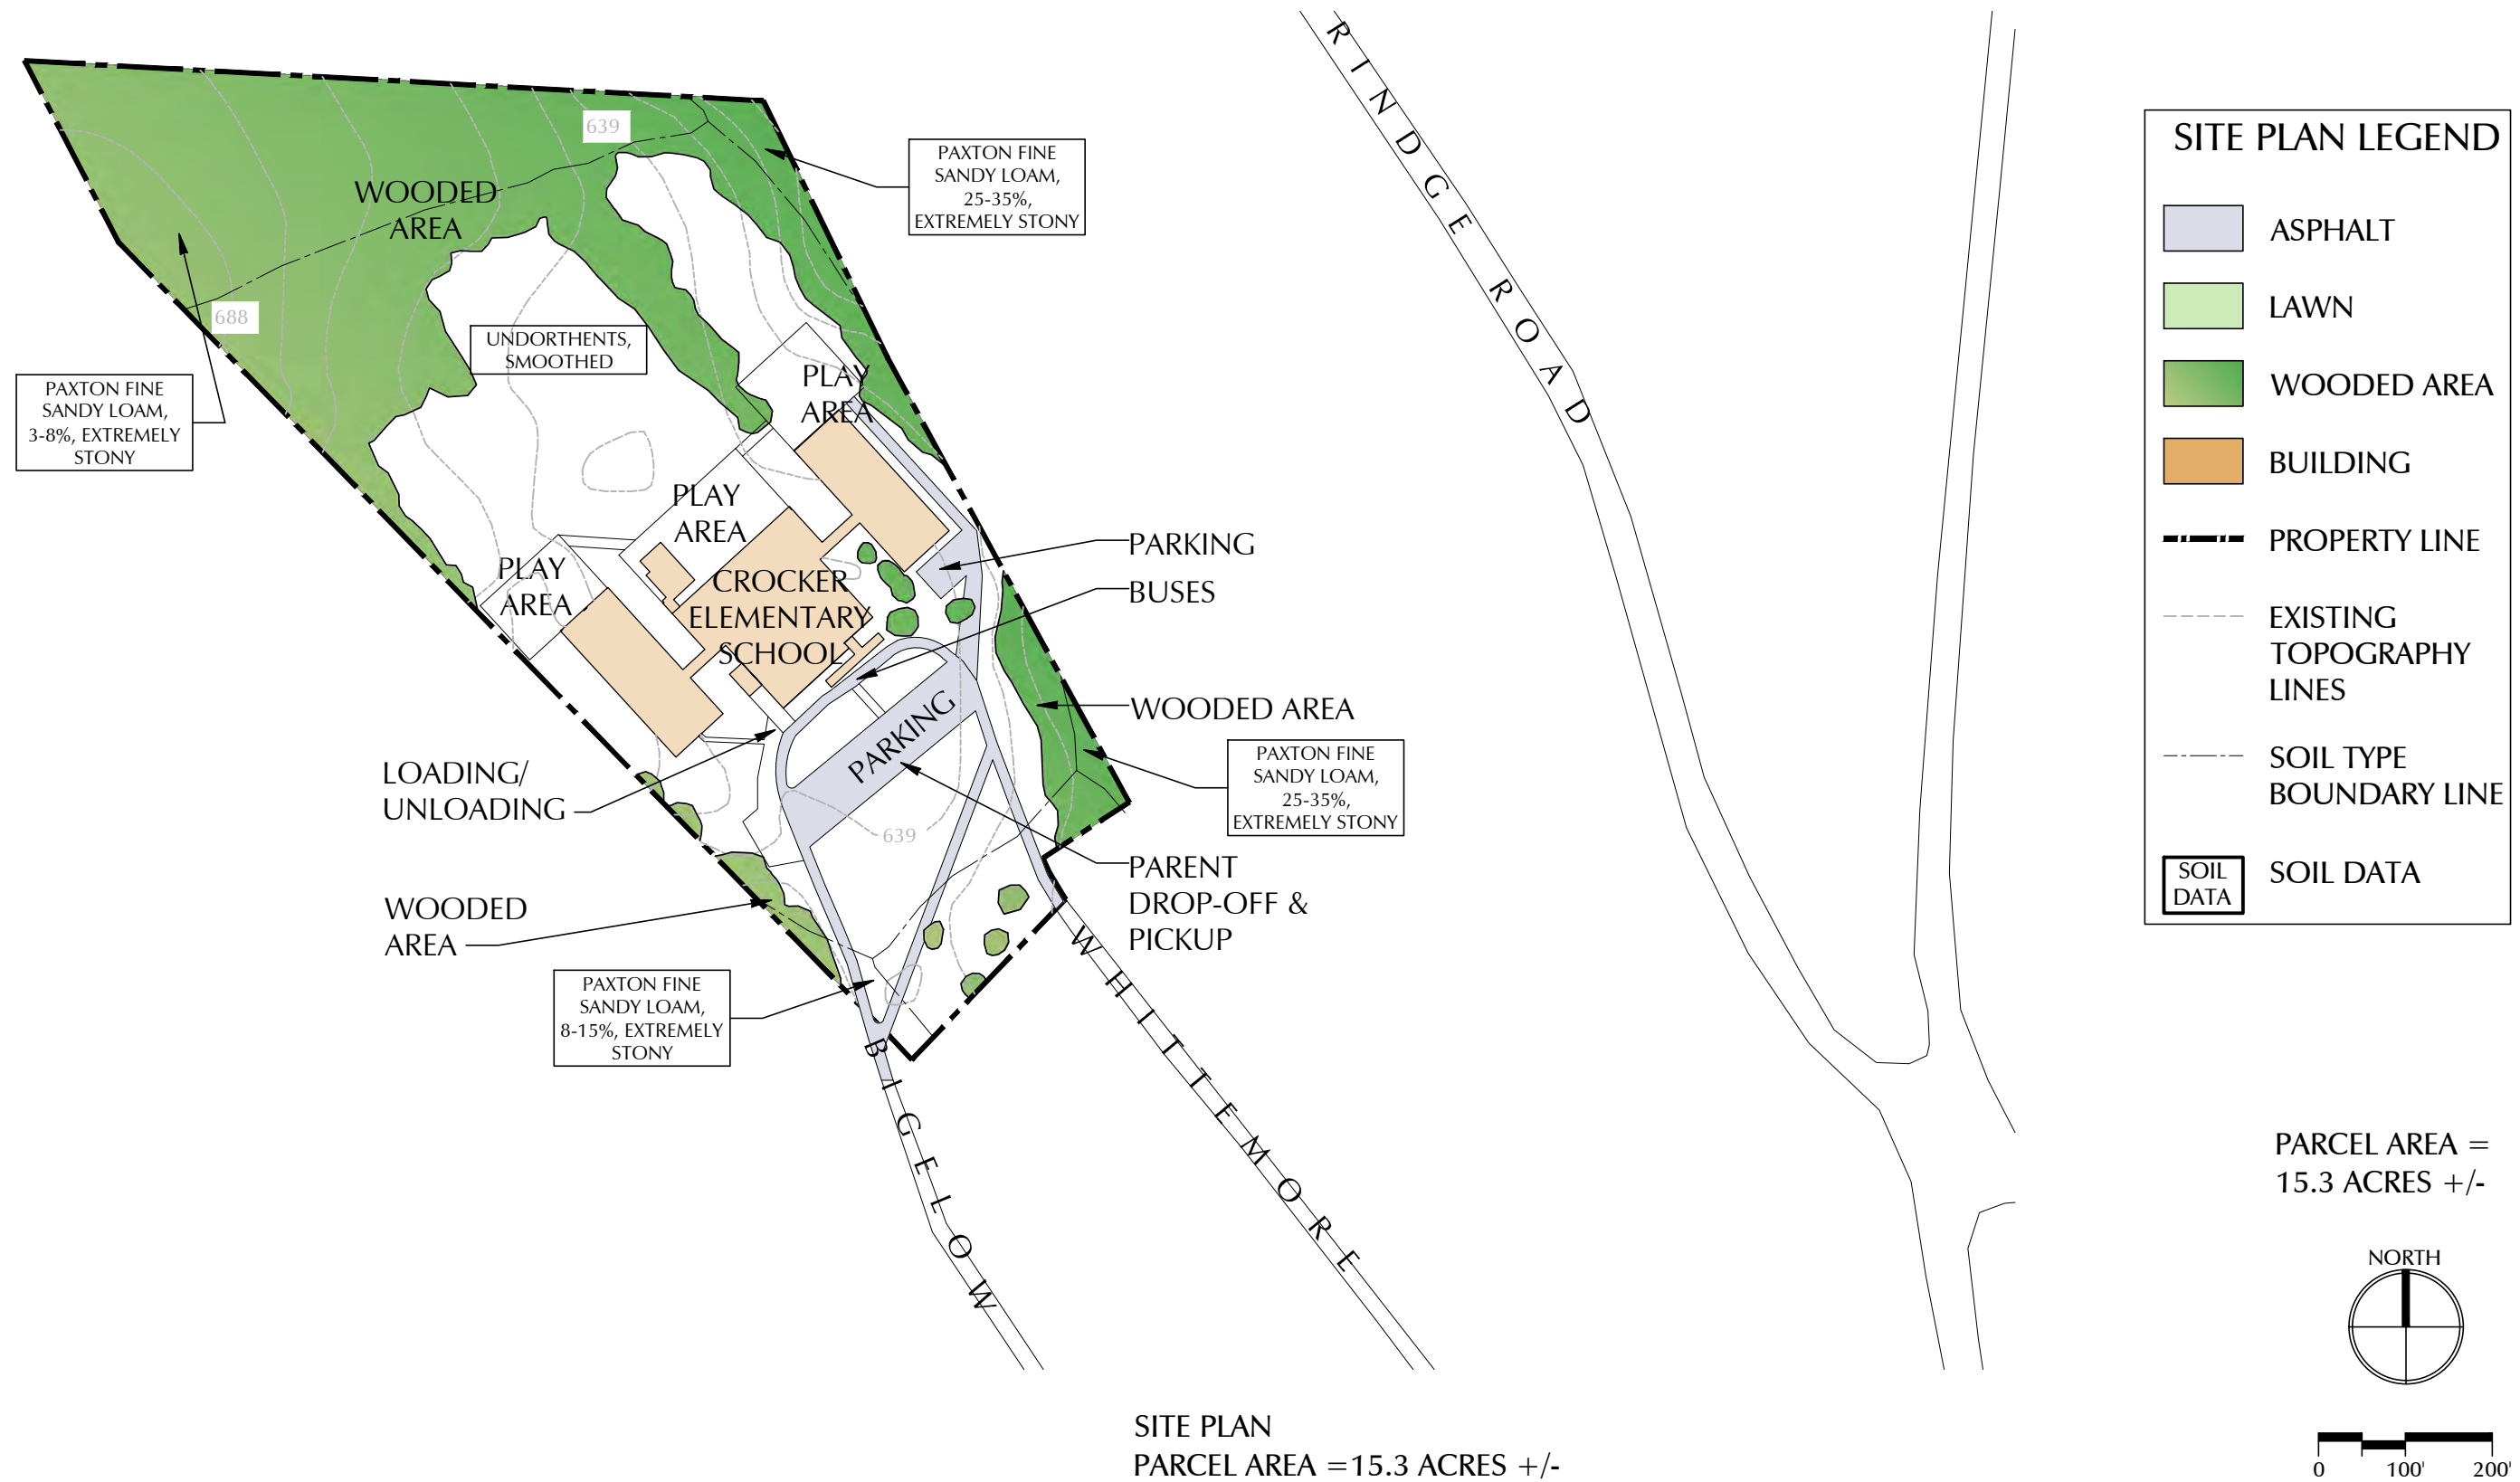 RINDGE ROAD
639
PAXTON FINE
SANDY LOAM,
25-35%,
EXTREMELY STONY
WOODED
AREA
688
UNDORTHENTS,
SMOOTHED
PAXTON FINE
SANDY LOAM,
3-8%, EXTREMELY
STONY
PLAY
AREA
PLAY
AREA
PLAY
AREA
CROCKER
ELEMENTARY
SCHOOL
PARKING
BUSES
WOODED AREA
PARKING
PAXTON FINE
SANDY LOAM,
25-35%,
EXTREMELY STONY
LOADING/
UNLOADING
639
PARENT
DROP-OFF &
PICKUP
WOODED
AREA
PAXTON FINE
SANDY LOAM,
8-15%, EXTREMELY
STONY
WHITTEMORE
BIGELOW
SITE PLAN LEGEND
ASPHALT
LAWN
WOODED AREA
BUILDING
PROPERTY LINE
EXISTING
TOPOGRAPHY
LINES
SOIL TYPE
BOUNDARY LINE
SOIL
DATA
SOIL DATA
PARCEL AREA =
15.3 ACRES +/-
NORTH
0 100' 200'
SITE PLAN
PARCEL AREA =15.3 ACRES +/-